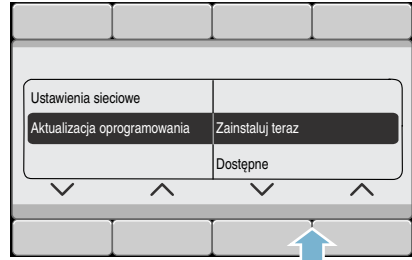 Ustawienia sieciowe
Aktualizacja oprogramowania Zainstaluj teraz
Dostępne